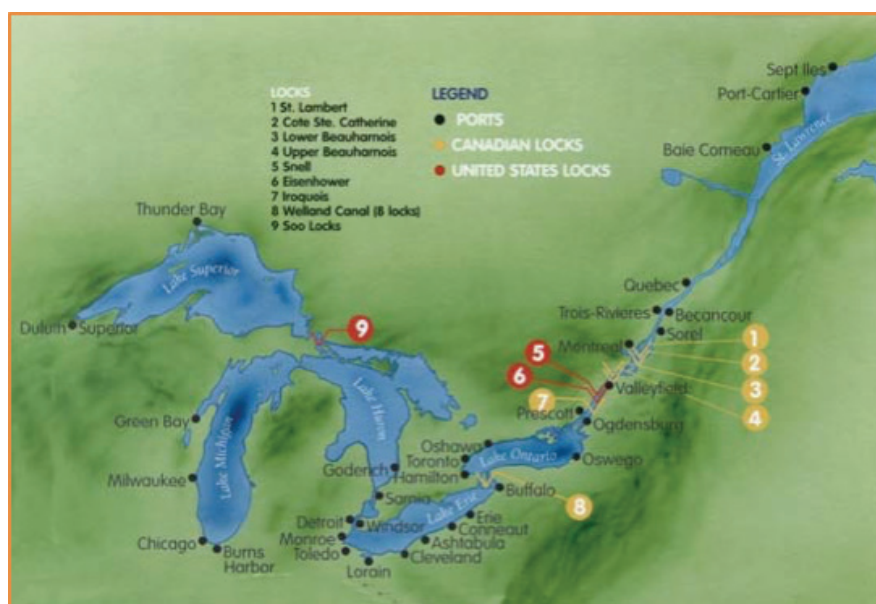 LOCKS
1 St. Lambert
2 Cote Ste. Catherine
3 Lower Beauharnois
4 Upper Beauharnois
5 Snell
6 Eisenhower
7 Iroquois
8 Welland Canal (8 locks)
9 Soo Locks
LEGEND
PORTS
CANADIAN LOCKS
UNITED STATES LOCKS
Sept Iles
Port-Cartier
St. Lawrence
Baie Comeau
Thunder Bay
Lake Superior
Duluth Superior
9
Quebec
Trois-Rivières
Becancour
Sorel
Montreal
1
2
3
4
5
6
7
Valleyfield
Prescott
Ogdensburg
Green Bay
Lake Michigan
Lake Huron
Oshawa
Toronto
Hamilton
Lake Ontario
Oswego
Milwaukee
Goderich
Sarnia
Buffalo
8
Lake Erie
Detroit
Windsor
Erie
Conneaut
Monroe
Toledo
Ashtabula
Cleveland
Lorain
Chicago
Burns
Harbor